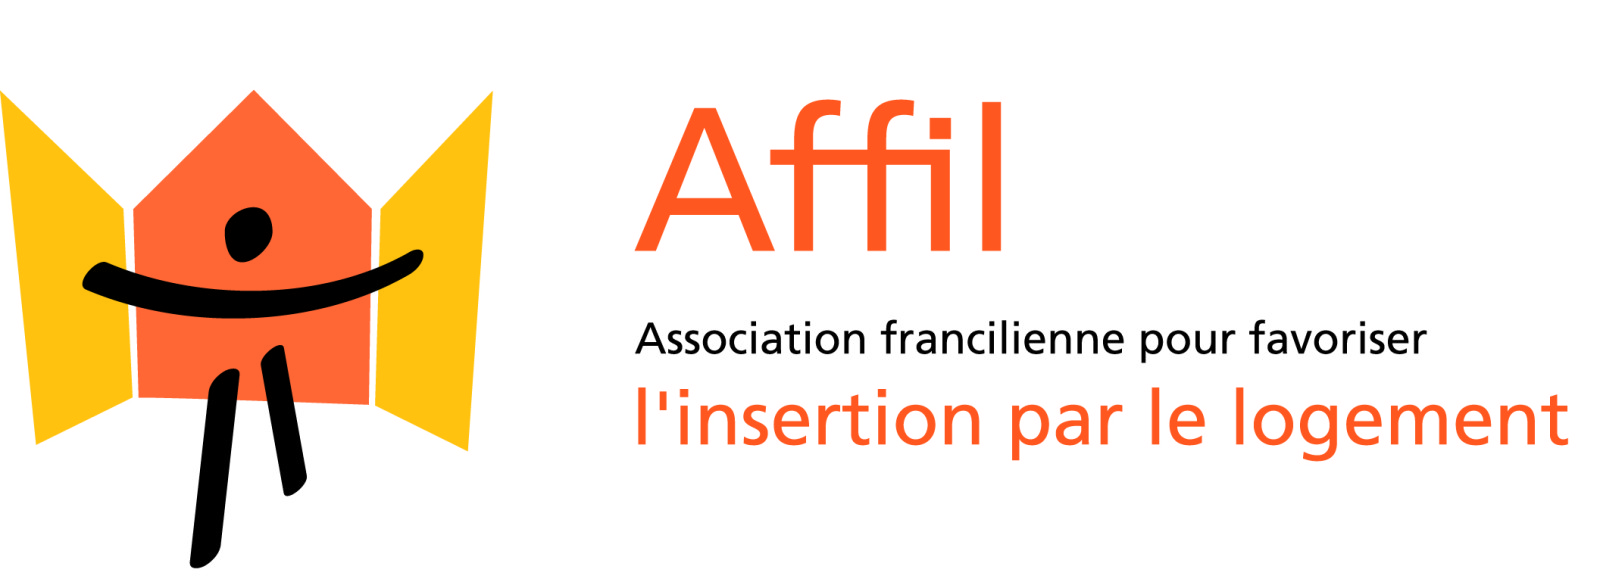 Affil
Association francilienne pour favoriser
l'insertion par le logement